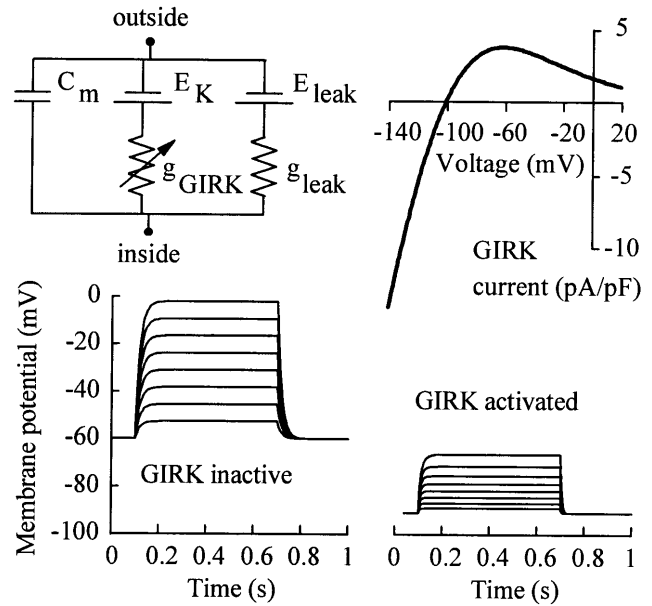 outside
C m
E K
E leak
g GIRK
g leak
inside
5
-140 -100 -60 -20 20
Voltage (mV)
-5
-10
GIRK
current (pA/pF)
Membrane potential (mV)
0
-20
-40
-60
-80
-100
GIRK inactive
0 0.2 0.4 0.6 0.8 1
Time (s)
GIRK activated
0 0.2 0.4 0.6 0.8 1
Time (s)